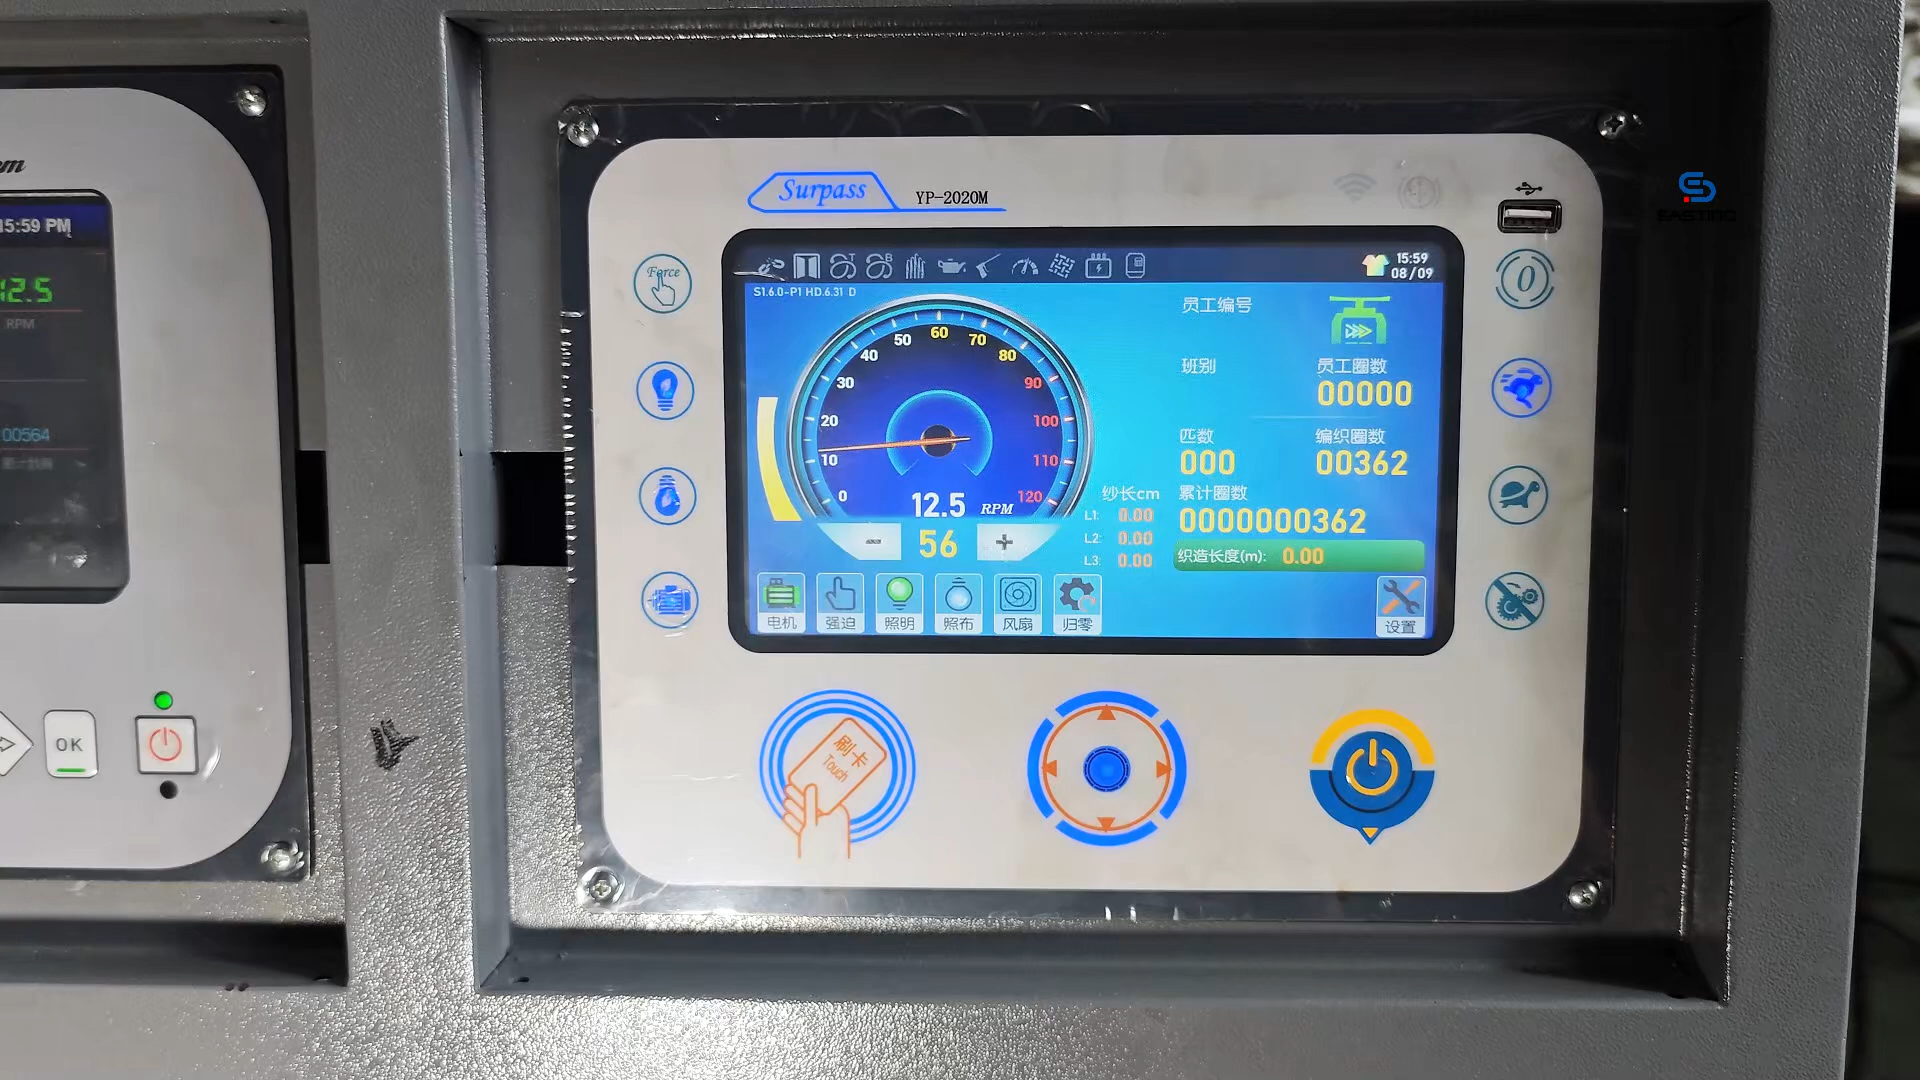 15:59 PM
12.5
RPM
00564
OK
Surpass
YP-2020M
Force
0
15:59
08/09
S1.6.0-P1 HD.6.31 D
0
10
20
30
40
50
60
70
80
90
100
110
120
12.5 RPM
- 56 +
纱长cm
L1: 0.00
L2: 0.00
L3: 0.00
员工编号
班别
员工圈数
00000
匹数
000
编织圈数
00362
累计圈数
0000000362
织造长度(m): 0.00
电机
强迫
照明
照布
风扇
归零
设置
刷卡
Touch
EASTINO